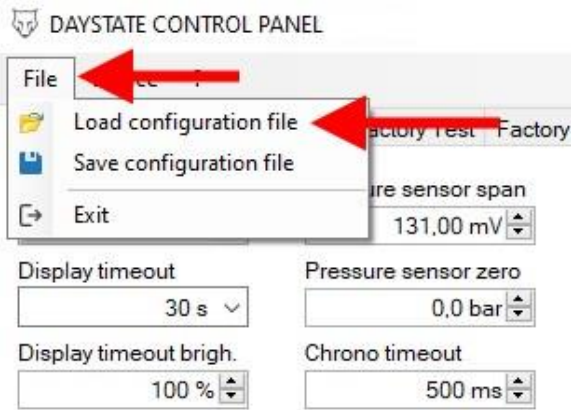 DAYSTATE CONTROL PANEL
File
Load configuration file
Factory
Save configuration file
sensor span
Exit
131,00 mV
Display timeout
Pressure sensor zero
30 s
0,0 bar
Display timeout brigh.
Chrono timeout
100 %
500 ms